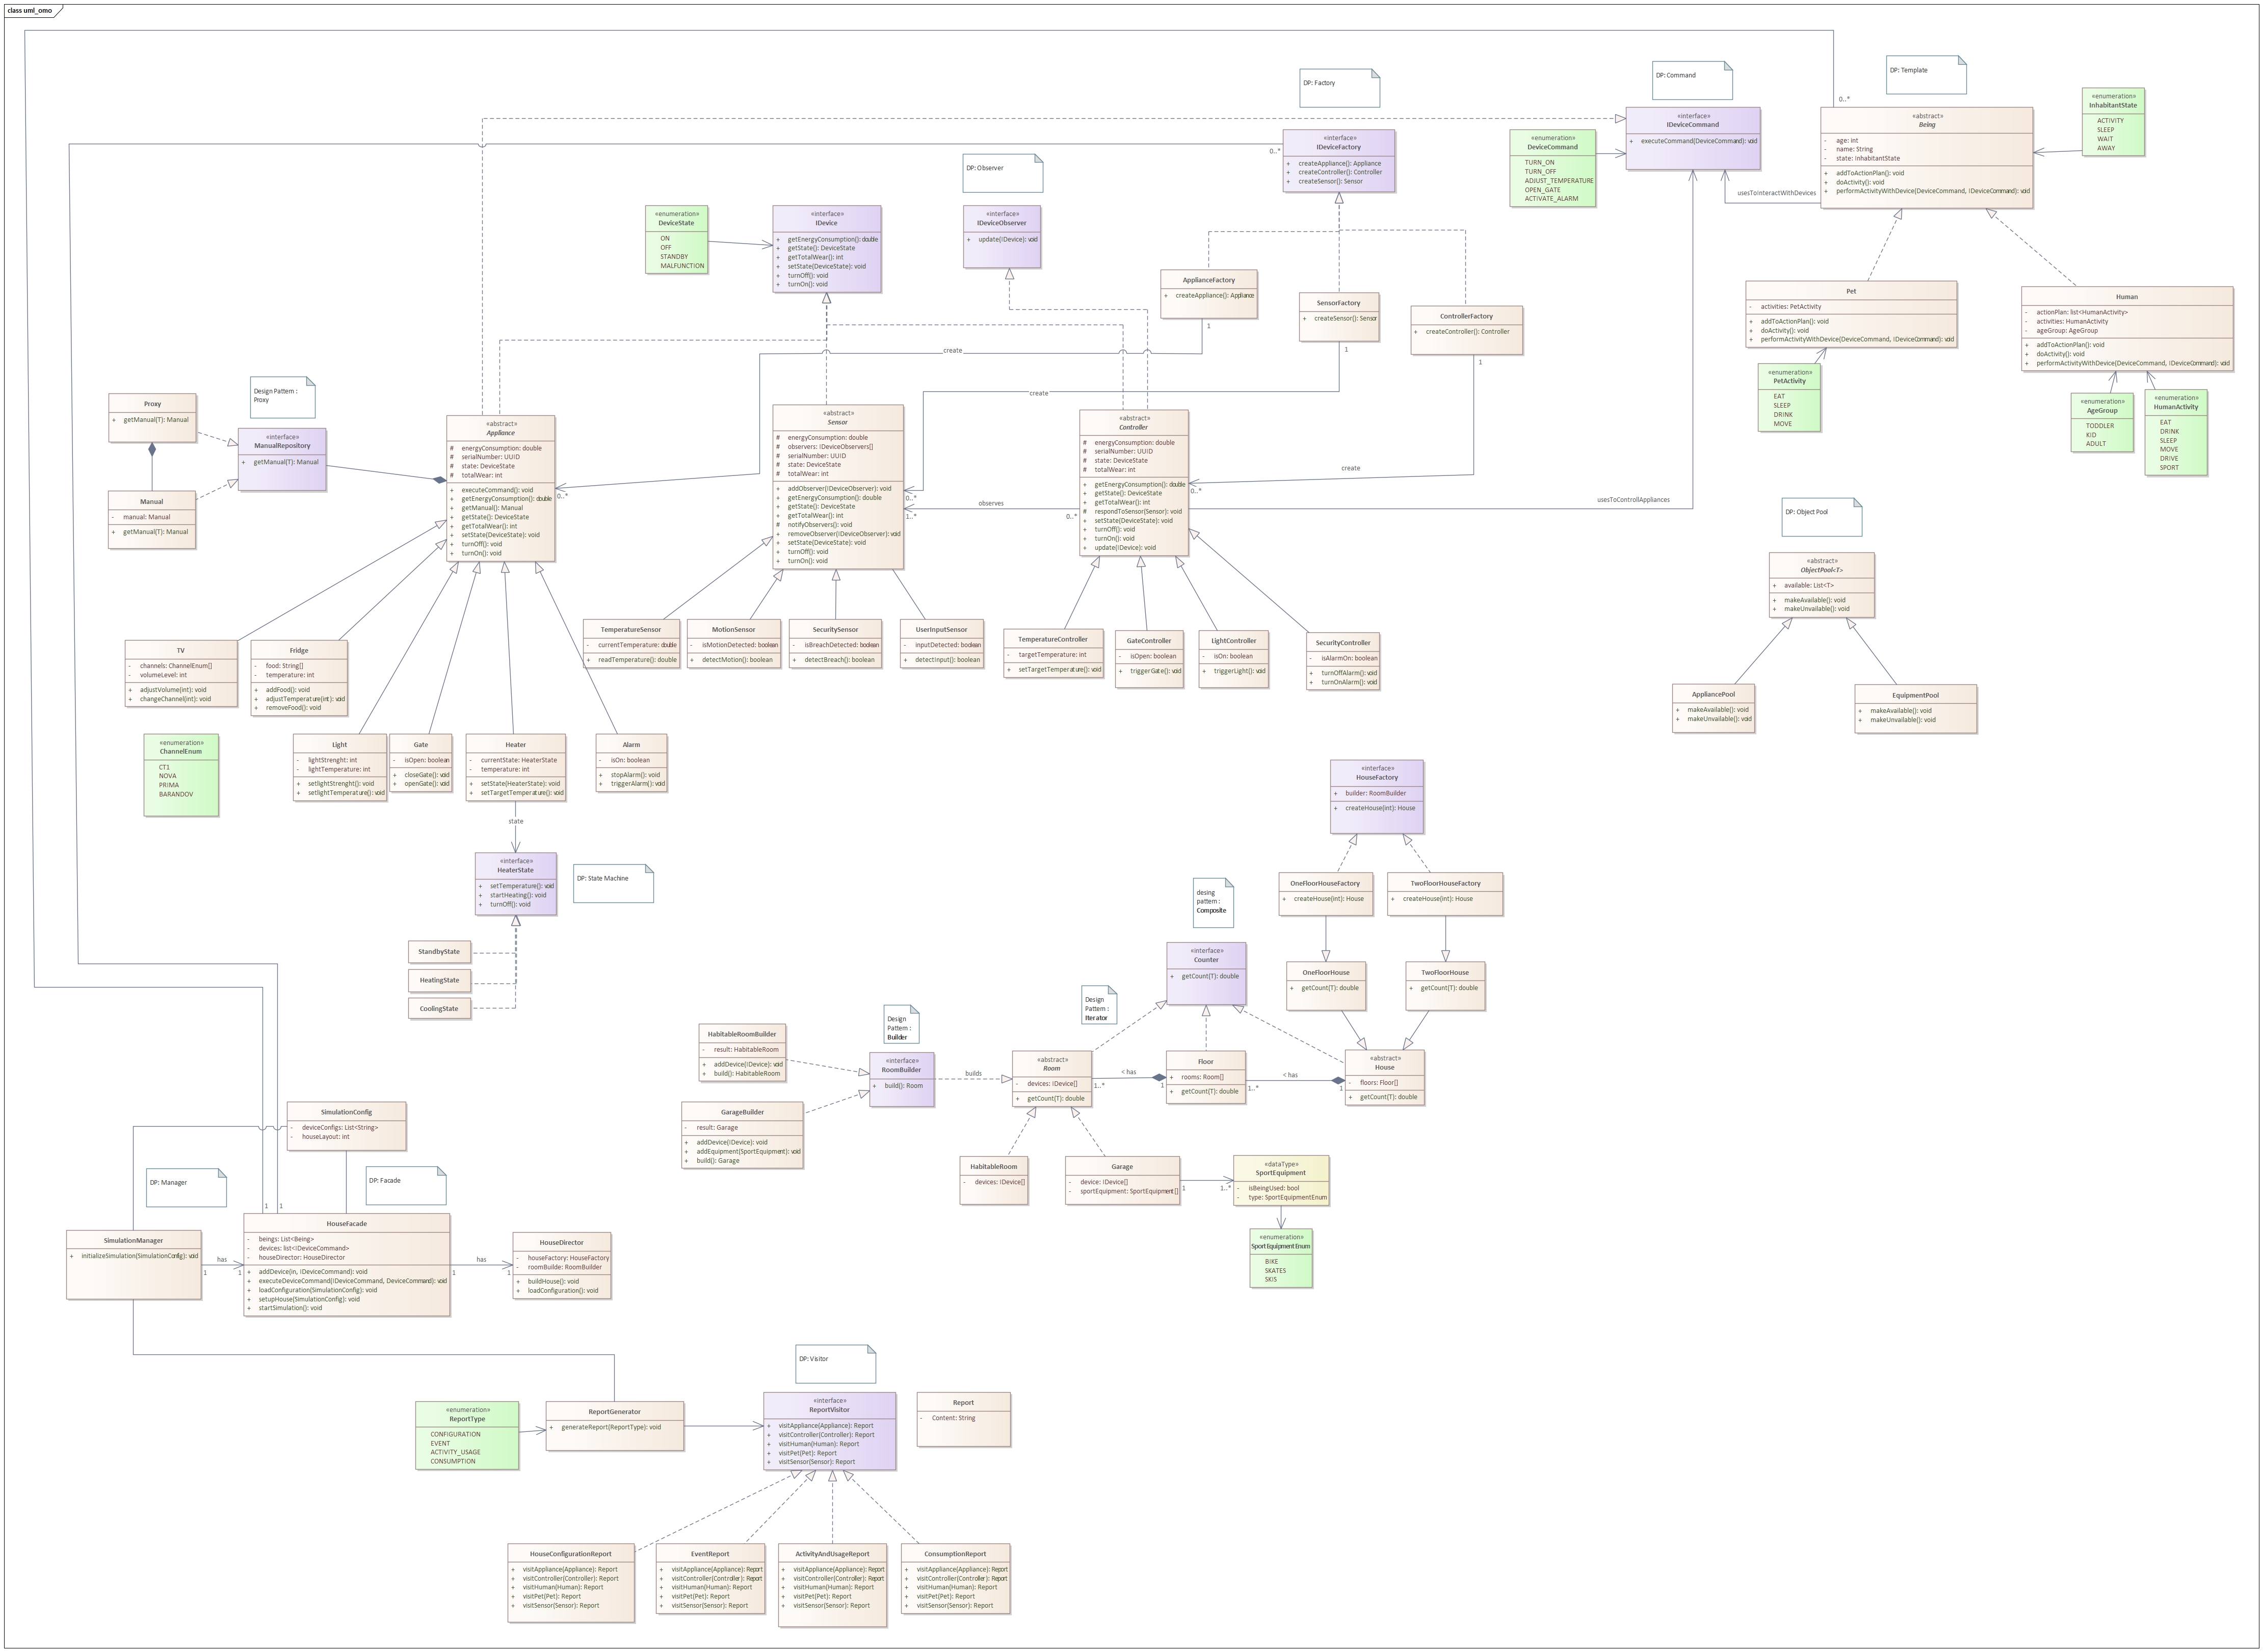 class uml_omo
DP: Factory
DP: Command
DP: Template
«enumeration»
InhabitantState
ACTIVITY
SLEEP
WAIT
AWAY
0..*
«abstract»
Being
- age: int
- name: String
- state: InhabitantState
+ addToActionPlan(): void
+ doActivity(): void
+ performActivityWithDevice(DeviceCommand, IDeviceCommand): void
«interface»
IDeviceCommand
+ executeCommand(DeviceCommand): void
«enumeration»
DeviceCommand
TURN_ON
TURN_OFF
ADJUST_TEMPERATURE
OPEN_GATE
ACTIVATE_ALARM
usesToInteractWithDevices
0..*
«interface»
IDeviceFactory
+ createAppliance(): Appliance
+ createController(): Controller
+ createSensor(): Sensor
DP: Observer
«enumeration»
DeviceState
ON
OFF
STANDBY
MALFUNCTION
«interface»
IDevice
+ getEnergyConsumption(): double
+ getState(): DeviceState
+ getTotalWear(): int
+ setState(DeviceState): void
+ turnOff(): void
+ turnOn(): void
«interface»
IDeviceObserver
+ update(IDevice): void
ApplianceFactory
+ createAppliance(): Appliance
1
SensorFactory
+ createSensor(): Sensor
1
ControllerFactory
+ createController(): Controller
1
Pet
- activities: PetActivity
+ addToActionPlan(): void
+ doActivity(): void
+ performActivityWithDevice(DeviceCommand, IDeviceCommand): void
Human
- actionPlan: list<HumanActivity>
- activities: HumanActivity
- ageGroup: AgeGroup
+ addToActionPlan(): void
+ doActivity(): void
+ performActivityWithDevice(DeviceCommand, IDeviceCommand): void
«enumeration»
PetActivity
EAT
SLEEP
DRINK
MOVE
«enumeration»
AgeGroup
TODDLER
KID
ADULT
«enumeration»
HumanActivity
EAT
DRINK
SLEEP
MOVE
DRIVE
SPORT
create
create
create
Design Pattern :
Proxy
Proxy
+ getManual(T): Manual
«interface»
ManualRepository
+ getManual(T): Manual
Manual
- manual: Manual
+ getManual(T): Manual
«abstract»
Appliance
# energyConsumption: double
# serialNumber: UUID
# state: DeviceState
# totalWear: int
+ executeCommand(): void
+ getEnergyConsumption(): double
+ getManual(): Manual
+ getState(): DeviceState
+ getTotalWear(): int
+ setState(DeviceState): void
+ turnOff(): void
+ turnOn(): void
0..*
«abstract»
Sensor
# energyConsumption: double
# observers: IDeviceObservers[]
# serialNumber: UUID
# state: DeviceState
# totalWear: int
+ addObserver(IDeviceObserver): void
+ getEnergyConsumption(): double
+ getState(): DeviceState
+ getTotalWear(): int
# notifyObservers(): void
+ removeObserver(IDeviceObserver): void
+ setState(DeviceState): void
+ turnOff(): void
+ turnOn(): void
0..*
1..*
observes
0..*
«abstract»
Controller
# energyConsumption: double
# serialNumber: UUID
# state: DeviceState
# totalWear: int
+ getEnergyConsumption(): double
+ getState(): DeviceState
+ getTotalWear(): int
# respondToSensor(Sensor): void
+ setState(DeviceState): void
+ turnOff(): void
+ turnOn(): void
+ update(IDevice): void
0..*
usesToControllAppliances
DP: Object Pool
«abstract»
ObjectPool<T>
+ available: List<T>
+ makeAvailable(): void
+ makeUnvailable(): void
AppliancePool
+ makeAvailable(): void
+ makeUnvailable(): void
EquipmentPool
+ makeAvailable(): void
+ makeUnvailable(): void
TV
- channels: ChannelEnum[]
- volumeLevel: int
+ adjustVolume(int): void
+ changeChannel(int): void
Fridge
- food: String[]
- temperature: int
+ addFood(): void
+ adjustTemperature(int): void
+ removeFood(): void
TemperatureSensor
- currentTemperature: double
+ readTemperature(): double
MotionSensor
- isMotionDetected: boolean
+ detectMotion(): boolean
SecuritySensor
- isBreachDetected: boolean
+ detectBreach(): boolean
UserInputSensor
- inputDetected: boolean
+ detectInput(): boolean
TemperatureController
- targetTemperature: int
+ setTargetTemperature(): void
GateController
- isOpen: boolean
+ triggerGate(): void
LightController
- isOn: boolean
+ triggerLight(): void
SecurityController
- isAlarmOn: boolean
+ turnOffAlarm(): void
+ turnOnAlarm(): void
«enumeration»
ChannelEnum
CT1
NOVA
PRIMA
BARANDOV
Light
- lightStrenght: int
- lightTemperature: int
+ setlightStrenght(): void
+ setlightTemperature(): void
Gate
- isOpen: boolean
+ closeGate(): void
+ openGate(): void
Heater
- currentState: HeaterState
- temperature: int
+ setState(HeaterState): void
+ setTargetTemperature(): void
Alarm
- isOn: boolean
+ stopAlarm(): void
+ triggerAlarm(): void
state
«interface»
HeaterState
+ setTemperature(): void
+ startHeating(): void
+ turnOff(): void
DP: State Machine
StandbyState
HeatingState
CoolingState
«interface»
HouseFactory
+ builder: RoomBuilder
+ createHouse(int): House
OneFloorHouseFactory
+ createHouse(int): House
TwoFloorHouseFactory
+ createHouse(int): House
desing
pattern :
Composite
«interface»
Counter
+ getCount(T): double
OneFloorHouse
+ getCount(T): double
TwoFloorHouse
+ getCount(T): double
Design
Pattern :
Iterator
Design
Pattern :
Builder
HabitableRoomBuilder
- result: HabitableRoom
+ addDevice(IDevice): void
+ build(): HabitableRoom
«interface»
RoomBuilder
+ build(): Room
builds
«abstract»
Room
- devices: IDevice[]
+ getCount(T): double
1..*
< has
1
Floor
+ rooms: Room[]
+ getCount(T): double
1..*
< has
1
«abstract»
House
- floors: Floor[]
+ getCount(T): double
GarageBuilder
- result: Garage
+ addDevice(IDevice): void
+ addEquipment(SportEquipment): void
+ build(): Garage
HabitableRoom
- devices: IDevice[]
Garage
- device: IDevice[]
- sportEquipment: SportEquipment[]
1
1..*
«dataType»
SportEquipment
- isBeingUsed: bool
- type: SportEquipmentEnum
«enumeration»
SportEquipmentEnum
BIKE
SKATES
SKIS
SimulationConfig
- deviceConfigs: List<String>
- houseLayout: int
DP: Manager
DP: Facade
1
1
SimulationManager
+ initializeSimulation(SimulationConfig): void
has
1
1
HouseFacade
- beings: List<Being>
- devices: list<IDeviceCommand>
- houseDirector: HouseDirector
+ addDevice(in, IDeviceCommand): void
+ executeDeviceCommand(IDeviceCommand, DeviceCommand): void
+ loadConfiguration(SimulationConfig): void
+ setupHouse(SimulationConfig): void
+ startSimulation(): void
has
1
1
HouseDirector
- houseFactory: HouseFactory
- roomBuilde: RoomBuilder
+ buildHouse(): void
+ loadConfiguration(): void
DP: Visitor
«enumeration»
ReportType
CONFIGURATION
EVENT
ACTIVITY_USAGE
CONSUMPTION
ReportGenerator
+ generateReport(ReportType): void
«interface»
ReportVisitor
+ visitAppliance(Appliance): Report
+ visitController(Controller): Report
+ visitHuman(Human): Report
+ visitPet(Pet): Report
+ visitSensor(Sensor): Report
Report
- Content: String
HouseConfigurationReport
+ visitAppliance(Appliance): Report
+ visitController(Controller): Report
+ visitHuman(Human): Report
+ visitPet(Pet): Report
+ visitSensor(Sensor): Report
EventReport
+ visitAppliance(Appliance): Report
+ visitController(Controller): Report
+ visitHuman(Human): Report
+ visitPet(Pet): Report
+ visitSensor(Sensor): Report
ActivityAndUsageReport
+ visitAppliance(Appliance): Report
+ visitController(Controller): Report
+ visitHuman(Human): Report
+ visitPet(Pet): Report
+ visitSensor(Sensor): Report
ConsumptionReport
+ visitAppliance(Appliance): Report
+ visitController(Controller): Report
+ visitHuman(Human): Report
+ visitPet(Pet): Report
+ visitSensor(Sensor): Report